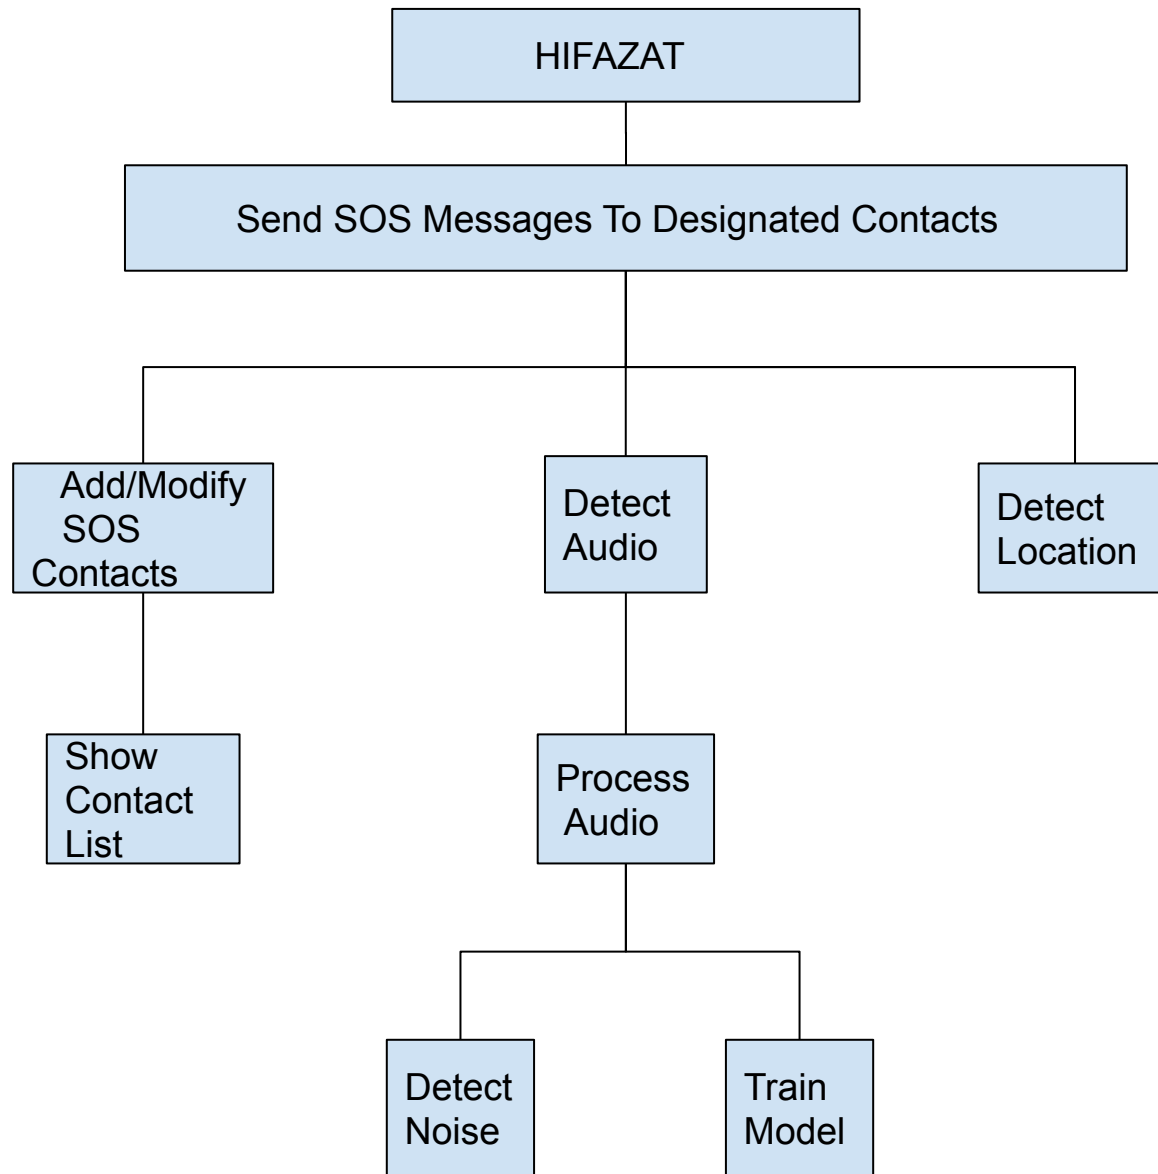 HIFAZAT
Send SOS Messages To Designated Contacts
Add/Modify
SOS
Contacts
Detect
Audio
Detect
Location
Show
Contact
List
Process
Audio
Detect
Noise
Train
Model